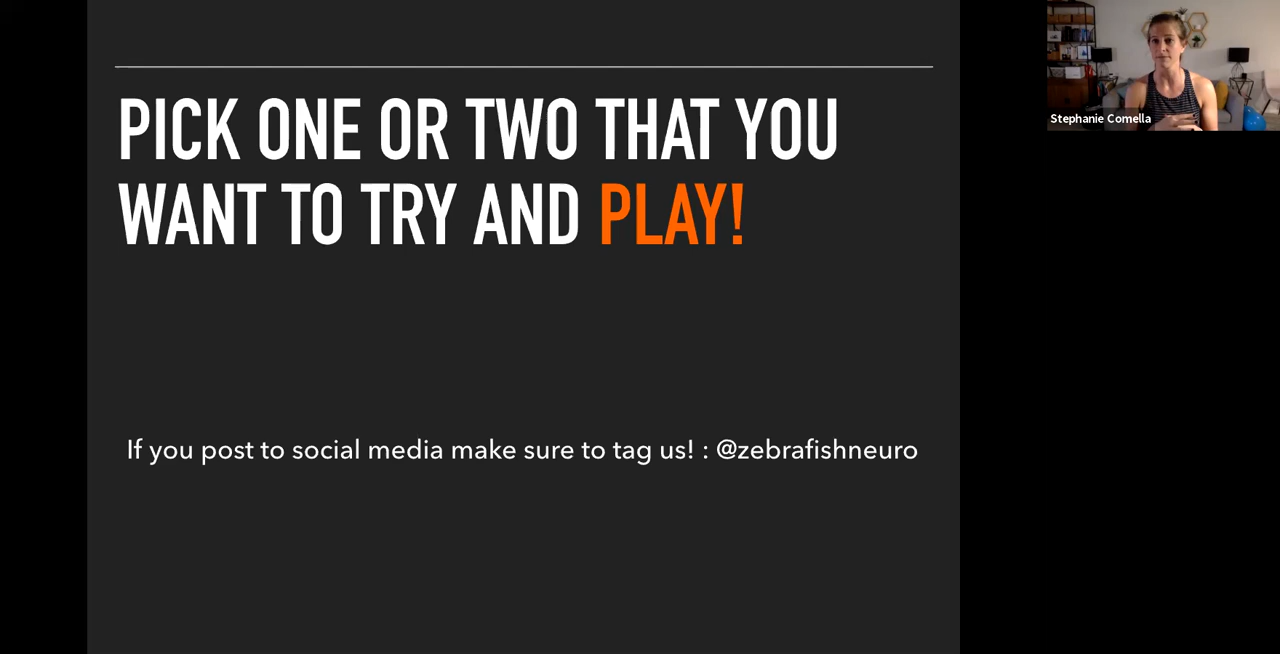 PICK ONE OR TWO THAT YOU
WANT TO TRY AND PLAY!
If you post to social media make sure to tag us! : @zebrafishneuro
Stephanie Comella